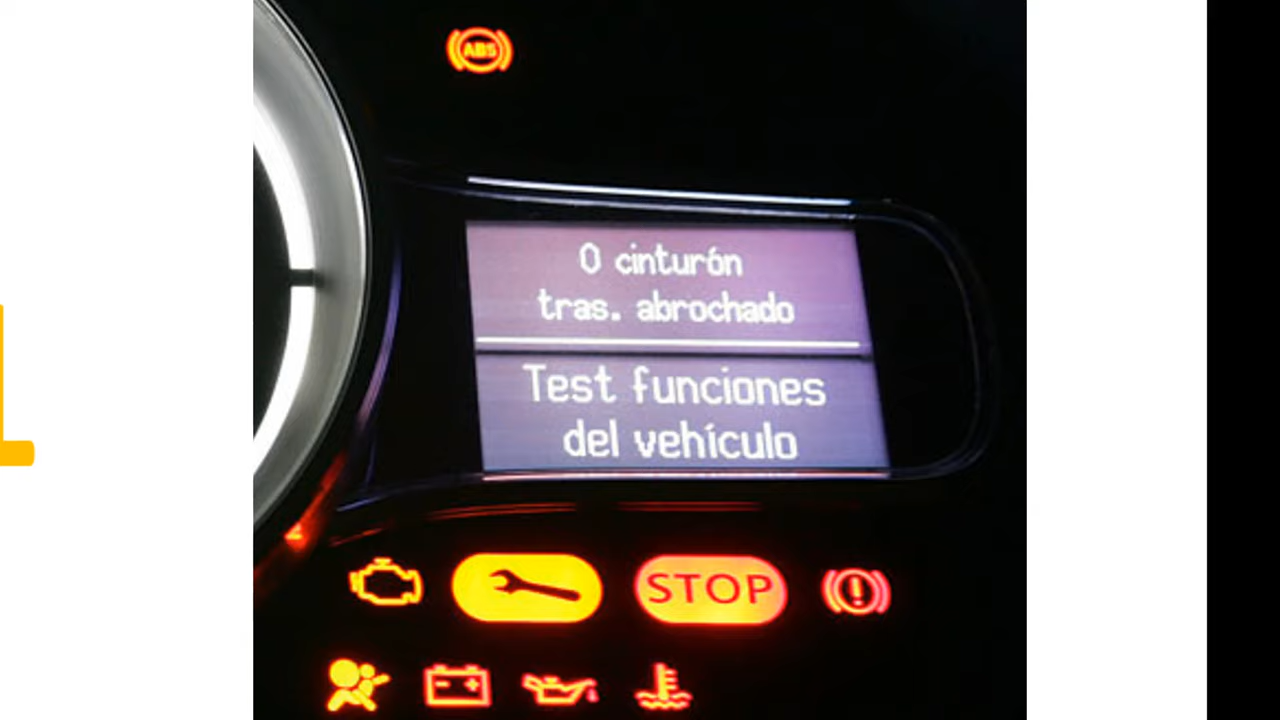 ABS
0 cinturón
tras. abrochado
Test funciones
del vehículo
STOP